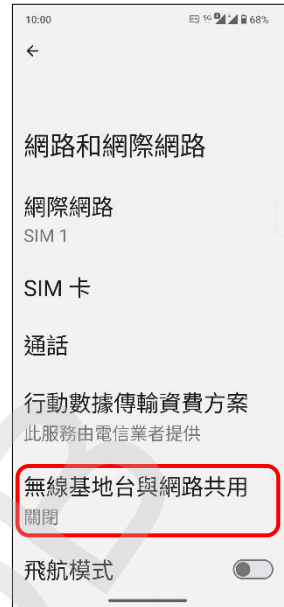 10:00
5G 68%
網路和網際網路
網際網路
SIM 1
SIM 卡
通話
行動數據傳輸資費方案
此服務由電信業者提供
無線基地台與網路共用
關閉
飛航模式